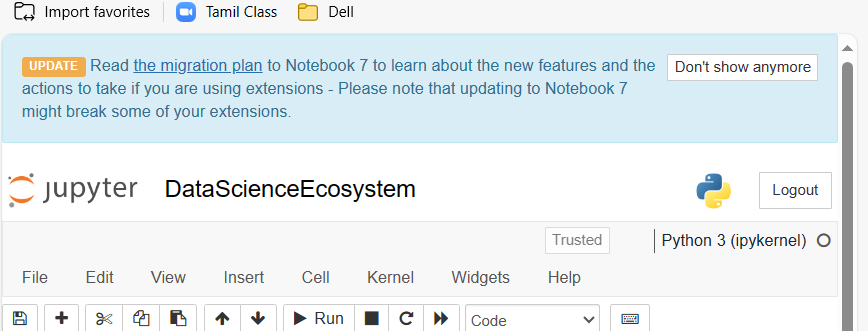 Import favorites Tamil Class Dell
UPDATE Read the migration plan to Notebook 7 to learn about the new features and the
actions to take if you are using extensions - Please note that updating to Notebook 7
might break some of your extensions.
Don't show anymore
jupyter DataScienceEcosystem Logout
Trusted Python 3 (ipykernel)
File Edit View Insert Cell Kernel Widgets Help
Run Code